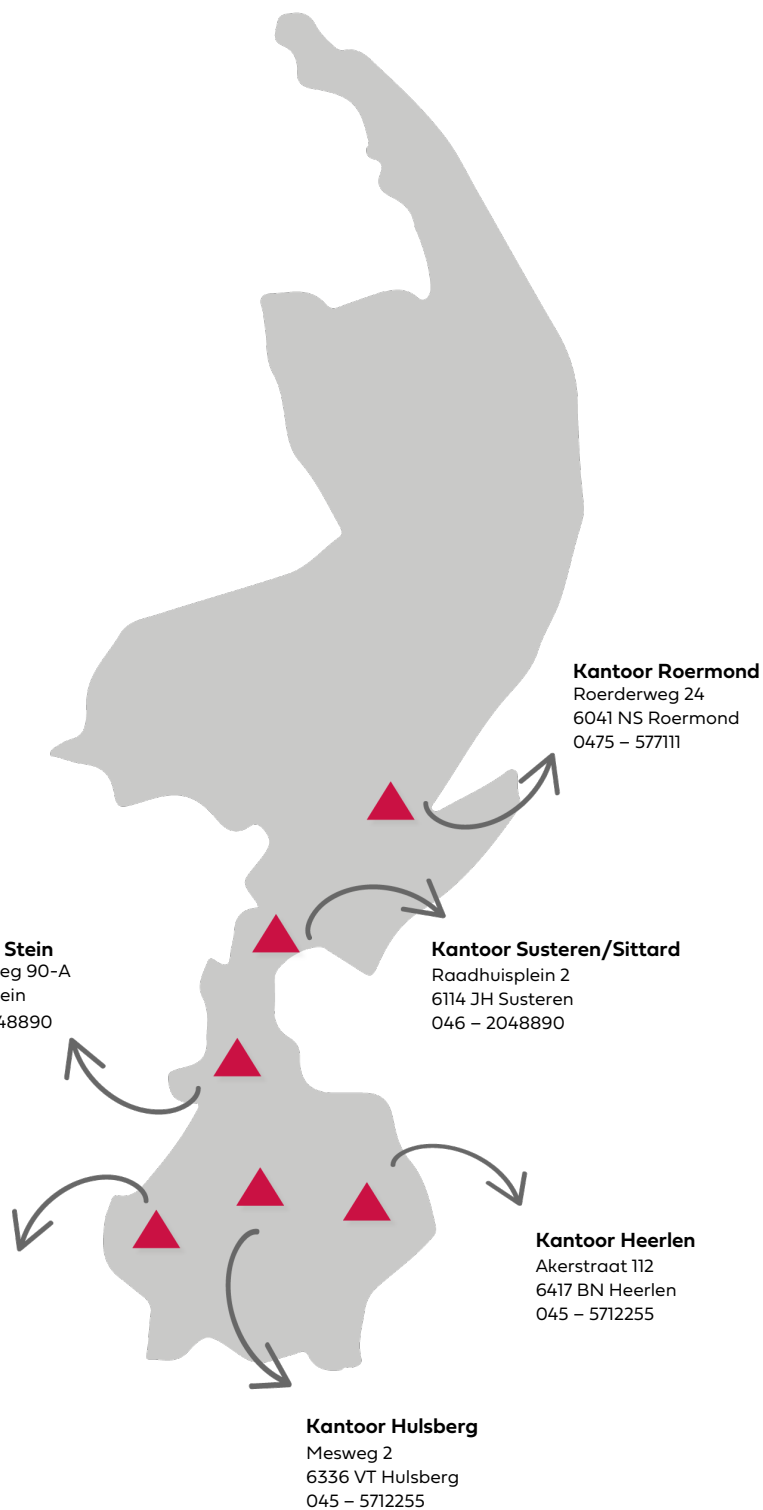 Kantoor Roermond
Roerderweg 24
6041 NS Roermond
0475 – 577111
Stein
90-A
Kantoor Susteren/Sittard
Raadhuisplein 2
6114 JH Susteren
046 – 2048890
Kantoor Heerlen
Akerstraat 112
6417 BN Heerlen
045 – 5712255
Kantoor Hulsberg
Mesweg 2
6336 VT Hulsberg
045 – 5712255